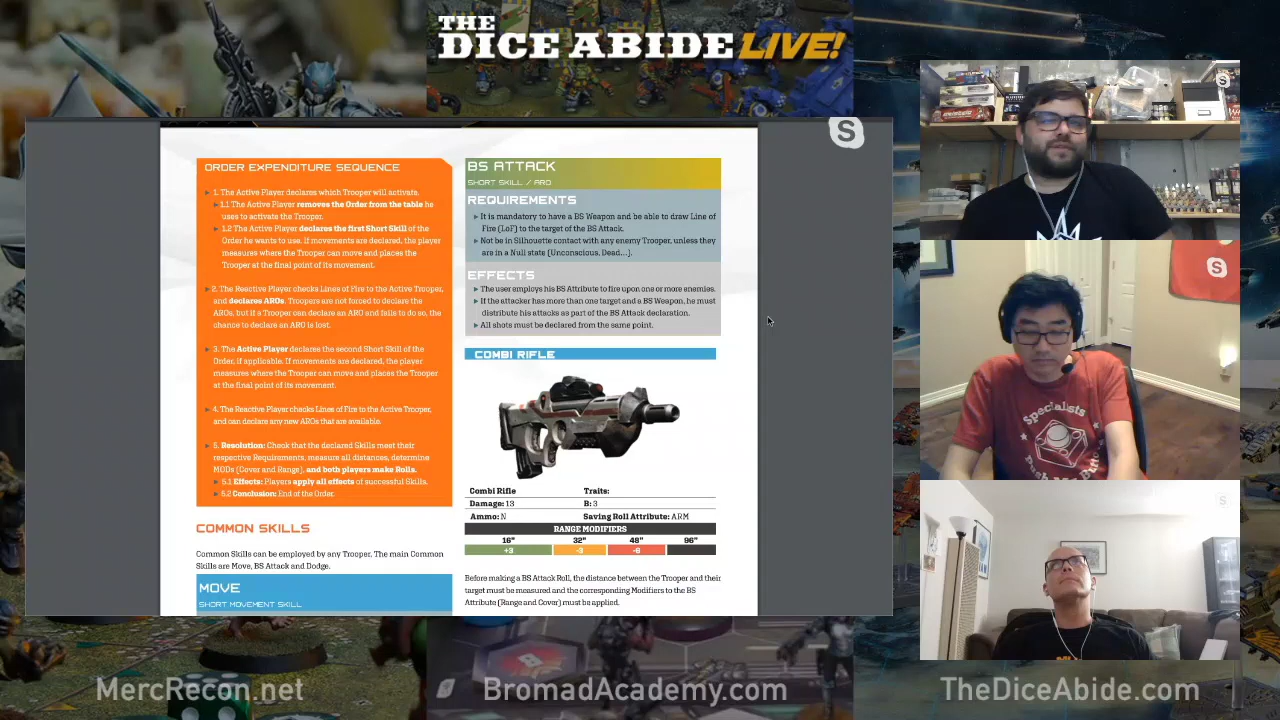 THE
DICE ABIDE LIVE!
ORDER EXPENDITURE SEQUENCE
1. The Active Player declares which Trooper will activate.
1.1 The Active Player removes the Order from the table he
uses to activate the Trooper.
1.2 The Active Player declares the first Short Skill of the
Order he wants to use. If movements are declared, the player
measures where the Trooper can move and places the
Trooper at the final point of its movement.
2. The Reactive Player checks Lines of Fire to the Active Trooper,
and declares AROs. Troopers are not forced to declare the
AROs, but if a Trooper can declare an ARO and fails to do so, the
chance to declare an ARO is lost.
3. The Active Player declares the second Short Skill of the
Order, if applicable. If movements are declared, the player
measures where the Trooper can move and places the Trooper
at the final point of its movement.
4. The Reactive Player checks Lines of Fire to the Active Trooper,
and can declare any new AROs that are available.
5. Resolution: Check that the declared Skills meet their
respective Requirements, measure all distances, determine
MODs (Cover and Range), and both players make Rolls.
5.1 Effects: Players apply all effects of successful Skills.
5.2 Conclusion: End of the Order.
COMMON SKILLS
Common Skills can be employed by any Trooper. The main Common
Skills are Move, BS Attack and Dodge.
MOVE
SHORT MOVEMENT SKILL
BS ATTACK
SHORT SKILL / ARO
REQUIREMENTS
It is mandatory to have a BS Weapon and be able to draw Line of
Fire (LoF) to the target of the BS Attack.
Not be in Silhouette contact with any enemy Trooper, unless they
are in a Null state (Unconscious, Dead...).
EFFECTS
The user employs his BS Attribute to fire upon one or more enemies.
If the attacker has more than one target and a BS Weapon, he must
distribute his attacks as part of the BS Attack declaration.
All shots must be declared from the same point.
COMBI RIFLE
Combi Rifle Traits:
Damage: 13 B: 3
Ammo: N Saving Roll Attribute: ARM
RANGE MODIFIERS
16" 32" 48" 96"
+3 -3 -6
Before making a BS Attack Roll, the distance between the Trooper and their
target must be measured and the corresponding Modifiers to the BS
Attribute (Range and Cover) must be applied.
S
S
S
S
Specialists
MercRecon.net
BromadAcademy.com
TheDiceAbide.com